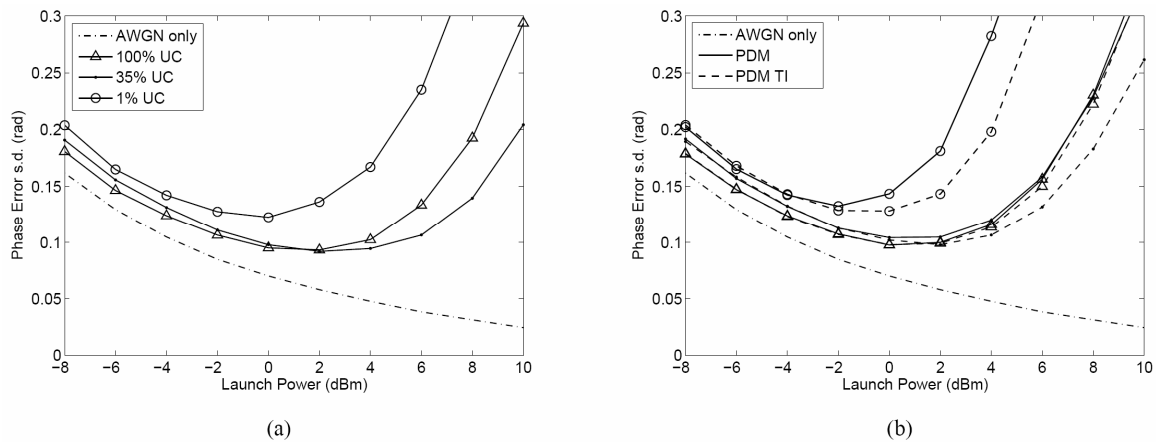 0.3
0.25
0.2
0.15
0.1
0.05
0
Phase Error s.d. (rad)
AWGN only
100% UC
35% UC
1% UC
−8 −6 −4 −2 0 2 4 6 8 10
Launch Power (dBm)
(a)
0.3
0.25
0.2
0.15
0.1
0.05
0
Phase Error s.d. (rad)
AWGN only
PDM
PDM TI
−8 −6 −4 −2 0 2 4 6 8 10
Launch Power (dBm)
(b)